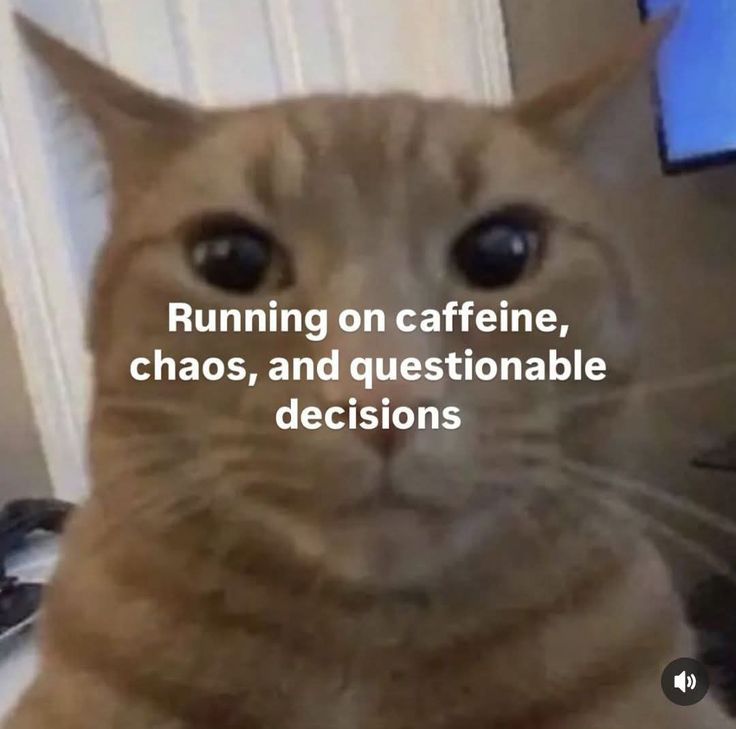 Running on caffeine,
chaos, and questionable
decisions